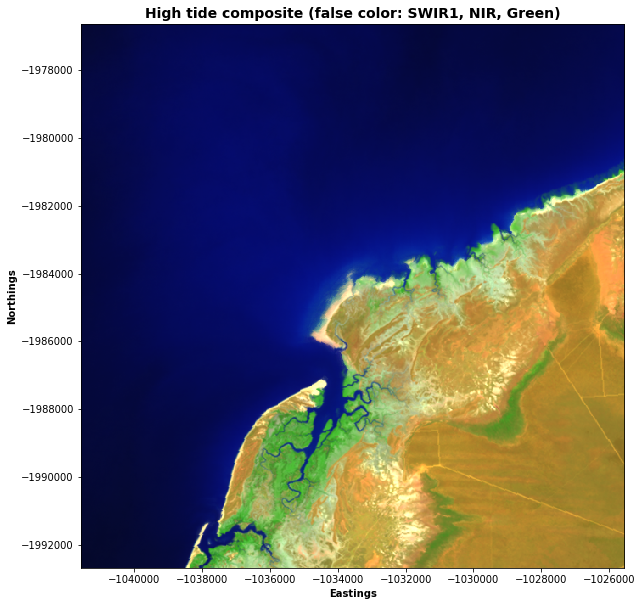 High tide composite (false color: SWIR1, NIR, Green)
−1978000
−1980000
−1982000
−1984000
−1986000
−1988000
−1990000
−1992000
Northings
−1040000 −1038000 −1036000 −1034000 −1032000 −1030000 −1028000 −1026000
Eastings